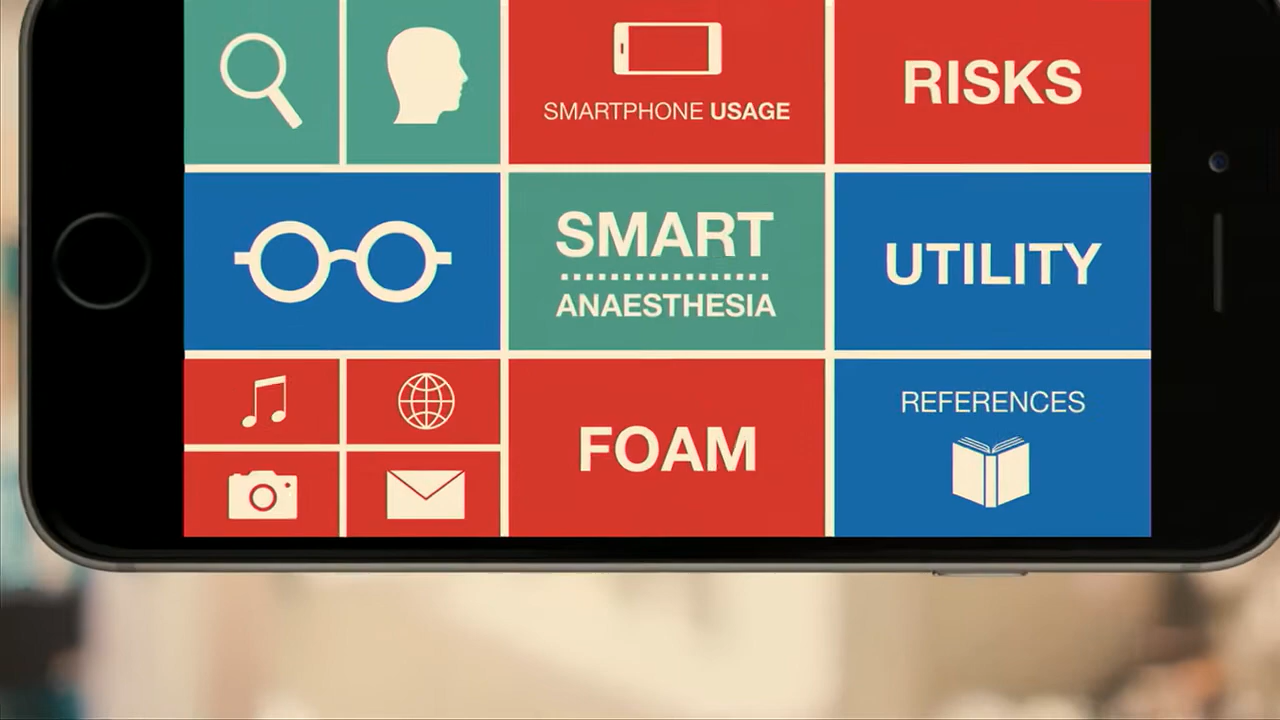 SMARTPHONE USAGE
RISKS
SMART
ANAESTHESIA
UTILITY
FOAM
REFERENCES